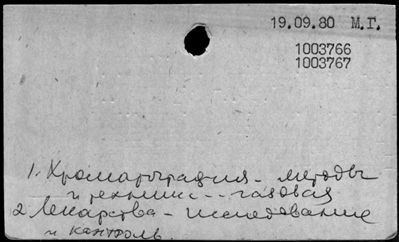 19.09.80 М.Г.
1003766
1003767
1. Хроматография - методы
и техника - газовая
2. Лекарства - исследование
и контроль.